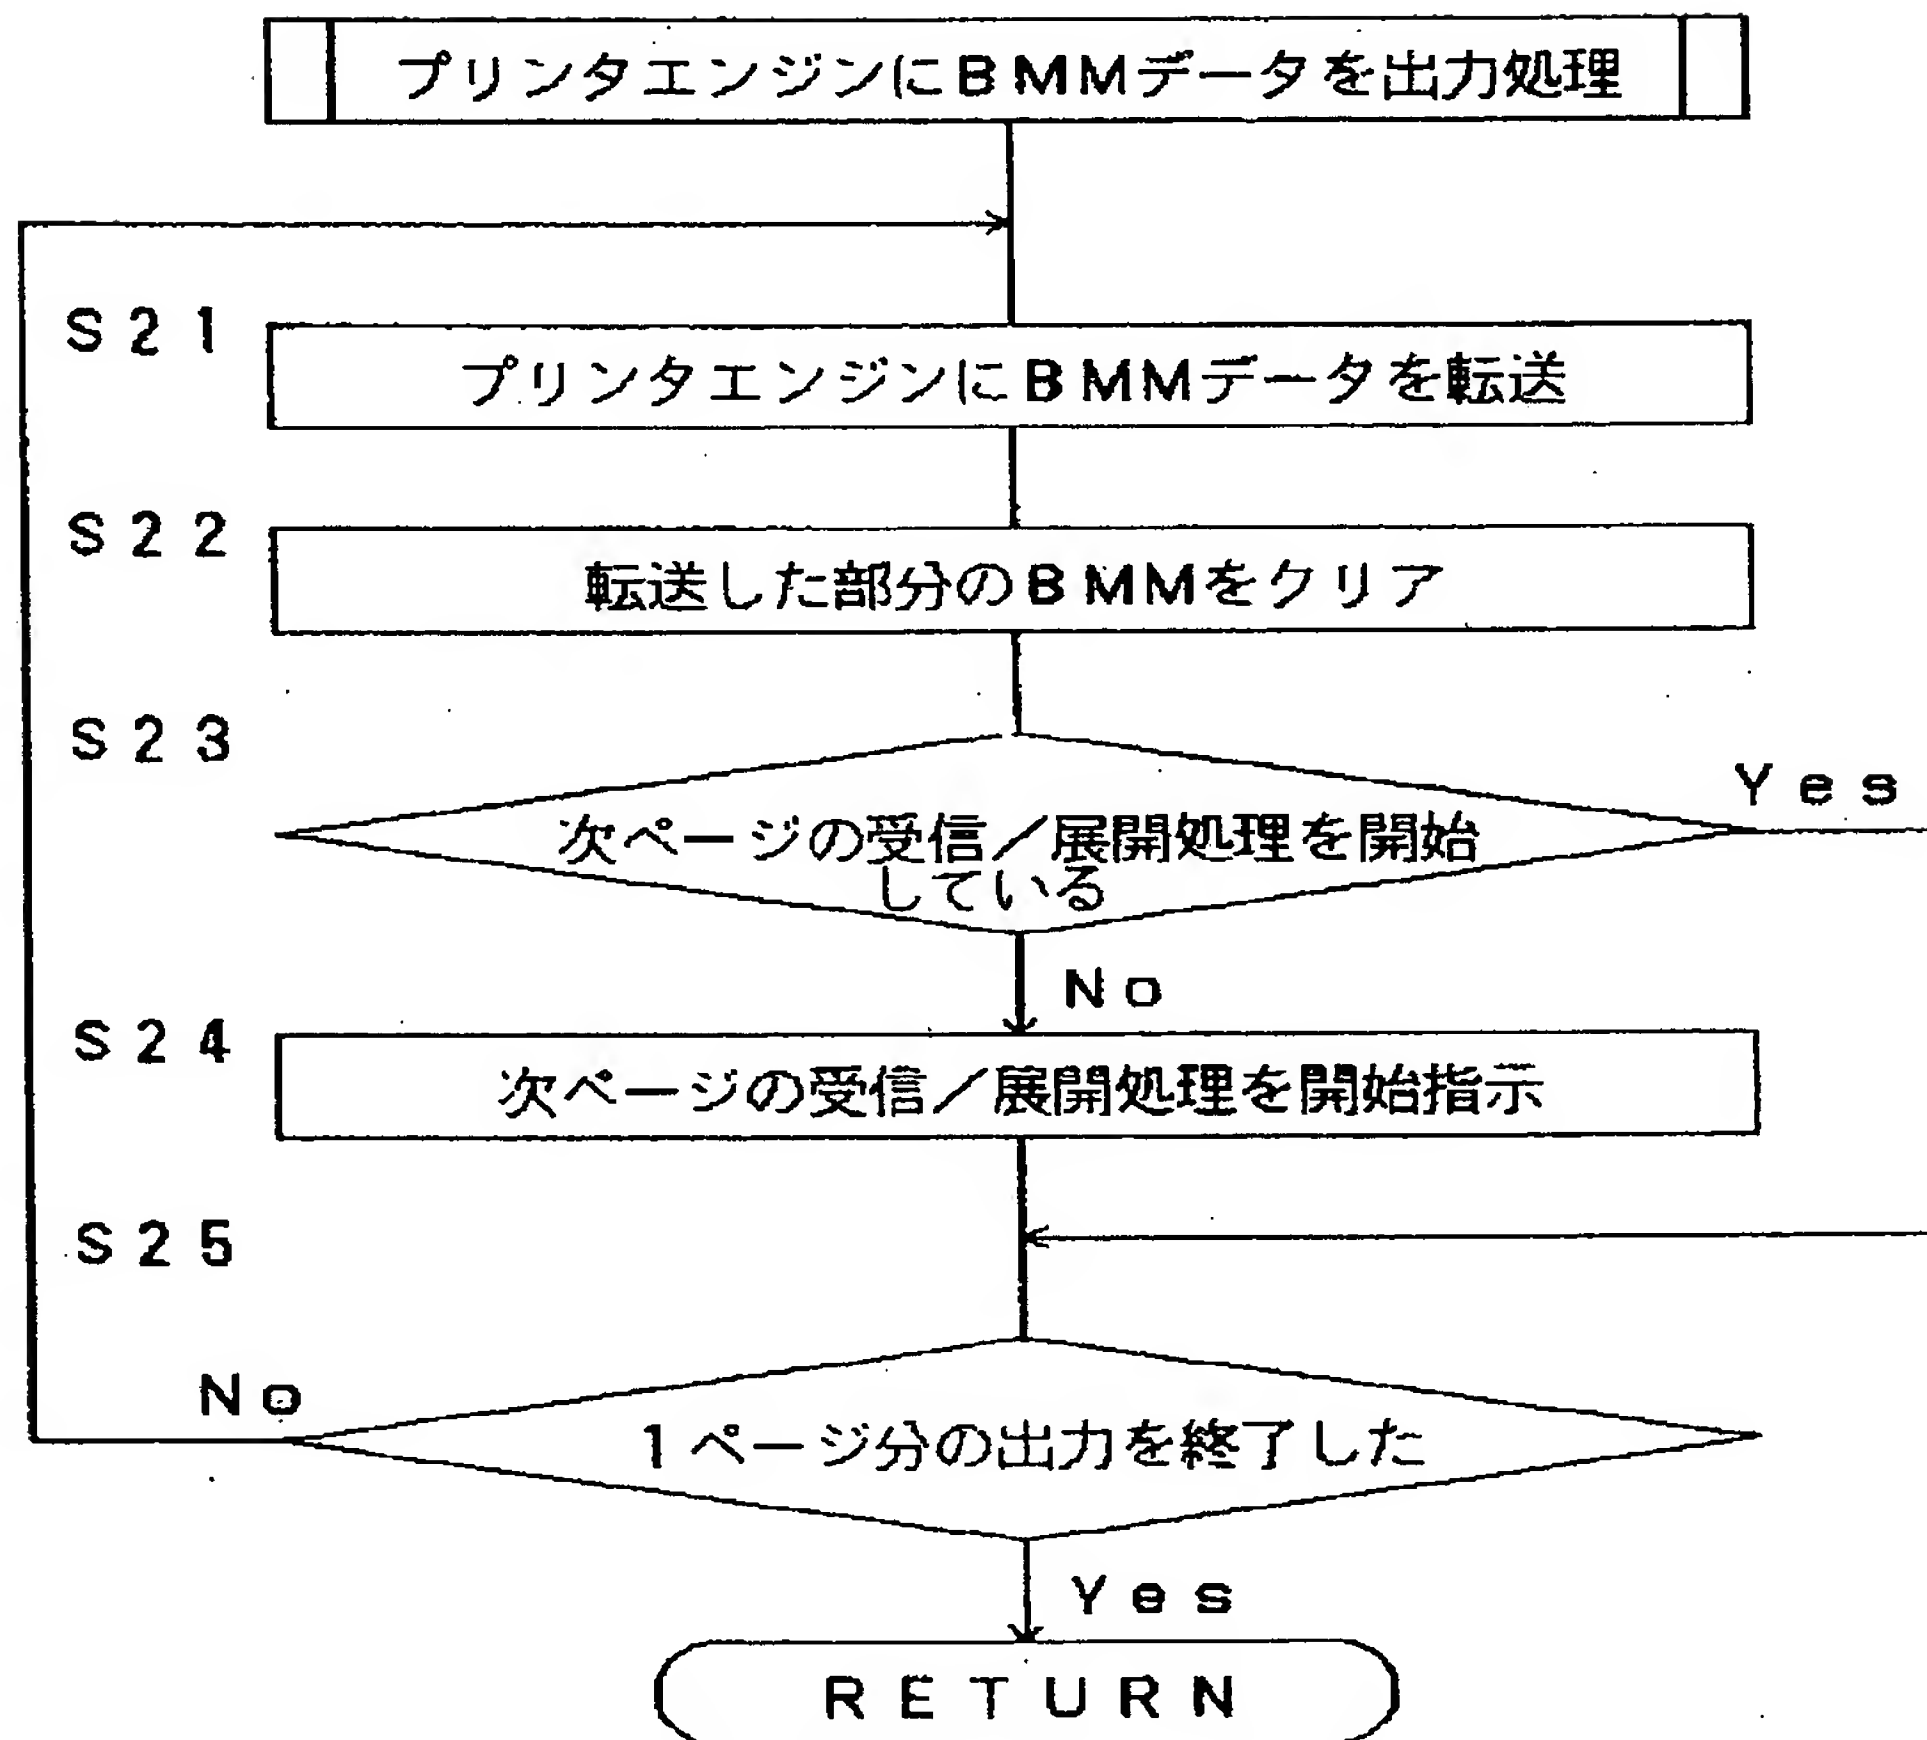 プリンタエンジンにBMMデータを出力処理
S21
プリンタエンジンにBMMデータを転送
S22
転送した部分のBMMをクリア
S23
Yes
次ページの受信／展開処理を開始
している
No
S24
次ページの受信／展開処理を開始指示
S25
No
1ページ分の出力を終了した
Yes
RETURN